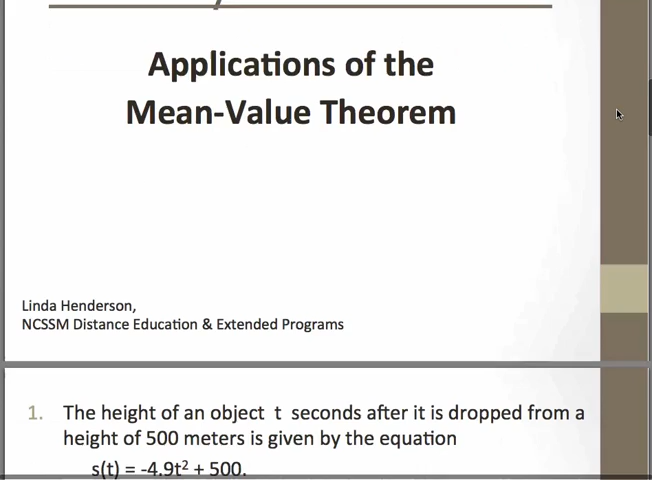 Applications of the
Mean-Value Theorem
Linda Henderson,
NCSSM Distance Education & Extended Programs
1. The height of an object t seconds after it is dropped from a
height of 500 meters is given by the equation
s(t) = -4.9t² + 500.